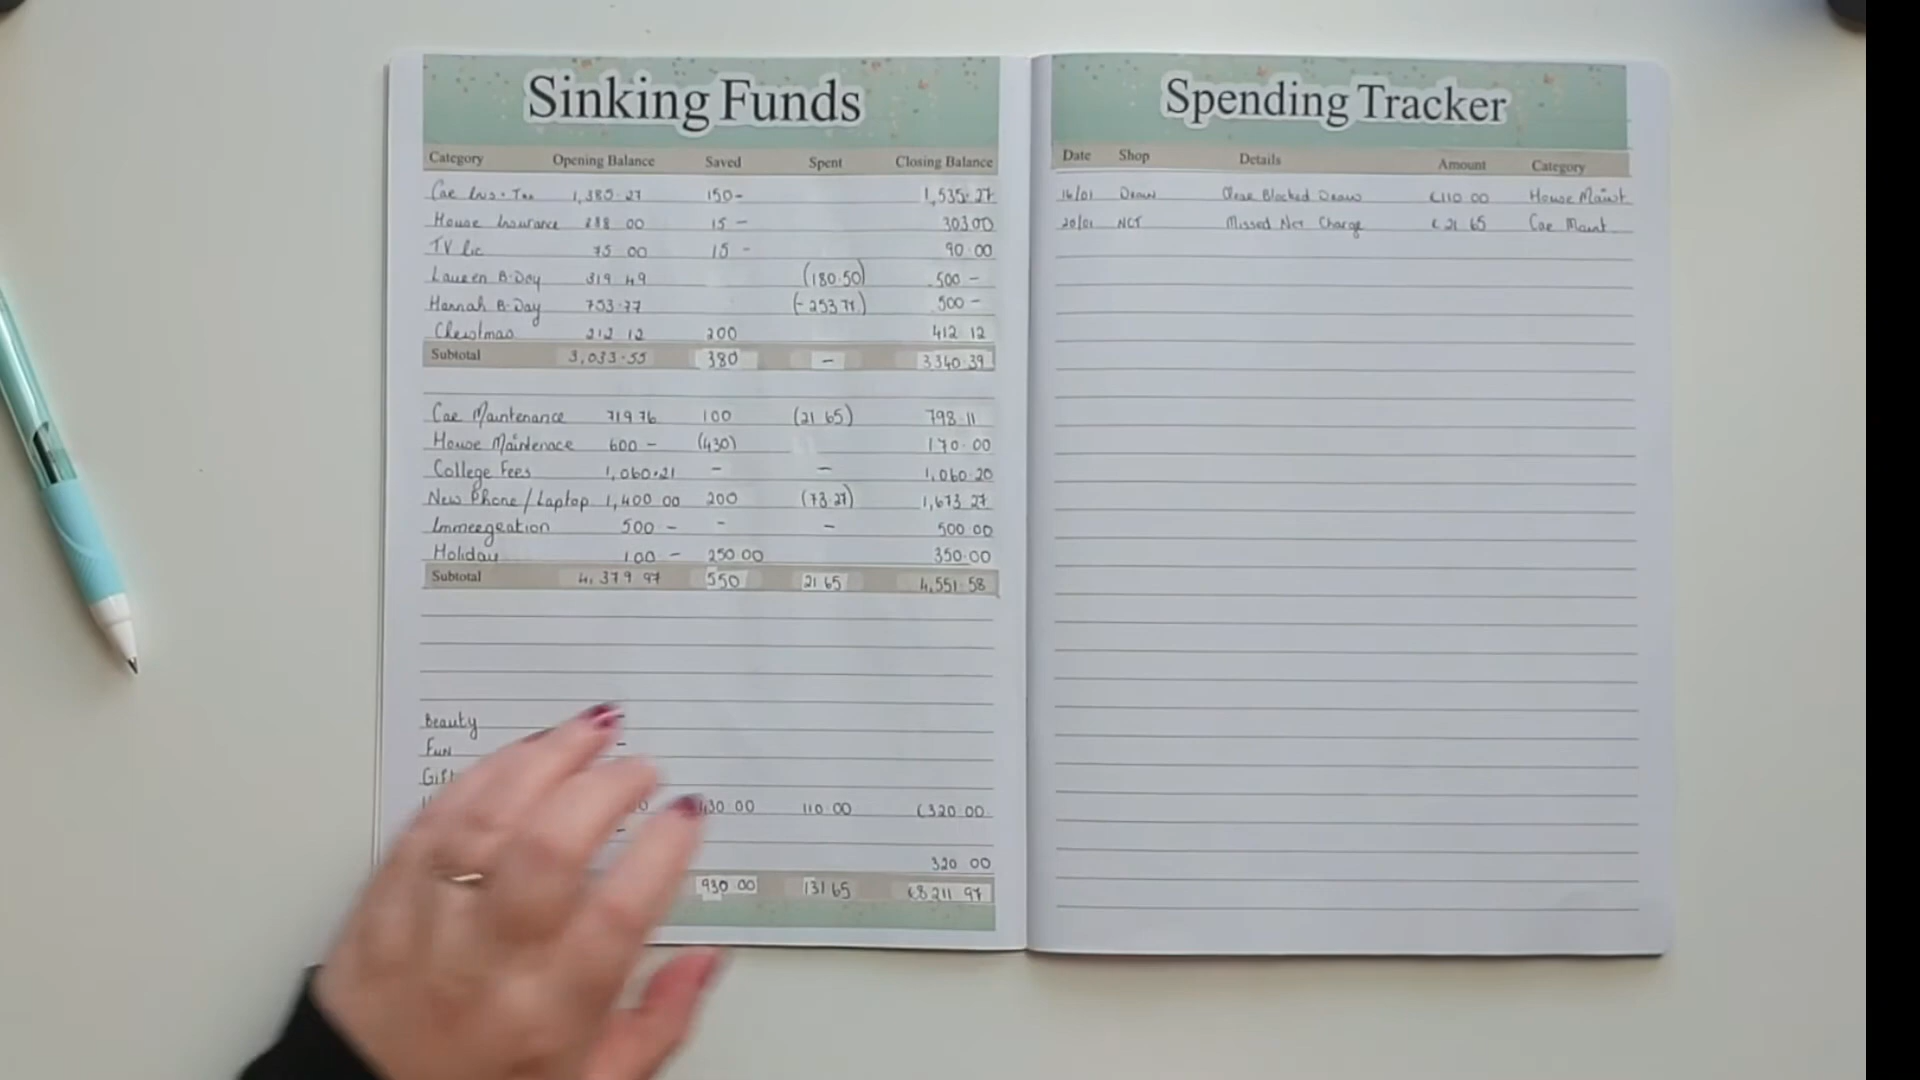 Sinking Funds
Category Opening Balance Saved Spent Closing Balance
Car Ins + Tax 1,385.27 150- 1,535.27
House Insurance 288 00 15 - 303 00
TV lic 75 00 15 - 90.00
Laureen B-Day 319 49 (180.50) 500 -
Hannah B-Day 753.77 (-253 77) 500 -
Christmas 212 12 200 412 12
Subtotal 3,033.55 380 - 3340 39
Car Maintenance 719 76 100 (21 65) 798.11
House Maintenace 600 - (430) 170.00
College Fees 1,060.21 - - 1,060.20
New Phone/Laptop 1,400 00 200 (73.27) 1,673 27
Immeegration 500 - - - 500 00
Holiday 100 - 250.00 350.00
Subtotal 4,379 97 550 21 65 4,551.58
Beauty -
Fun -
Gift
430 00 110 00 €320 00
-
320 00
930 00 131 65 €8 211 97
Spending Tracker
Date Shop Details Amount Category
16/01 Drain Clear Blocked Drain €110 00 House Maint
20/01 NCT Missed Nct Charge € 21 65 Car Maint